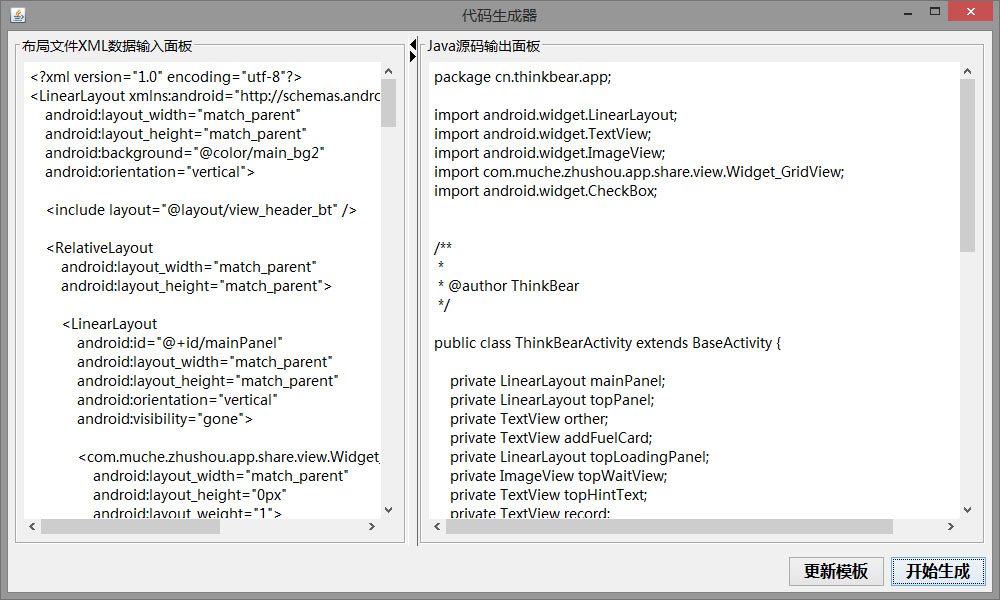 代码生成器
布局文件XML数据输入面板
<?xml version="1.0" encoding="utf-8"?>
<LinearLayout xmlns:android="http://schemas.andro
android:layout_width="match_parent"
android:layout_height="match_parent"
android:background="@color/main_bg2"
android:orientation="vertical">
<include layout="@layout/view_header_bt" />
<RelativeLayout
android:layout_width="match_parent"
android:layout_height="match_parent">
<LinearLayout
android:id="@+id/mainPanel"
android:layout_width="match_parent"
android:layout_height="match_parent"
android:orientation="vertical"
android:visibility="gone">
<com.muche.zhushou.app.share.view.Widget_
android:layout_width="match_parent"
android:layout_height="0px"
android:layout_weight="1">
Java源码输出面板
package cn.thinkbear.app;
import android.widget.LinearLayout;
import android.widget.TextView;
import android.widget.ImageView;
import com.muche.zhushou.app.share.view.Widget_GridView;
import android.widget.CheckBox;
/**
*
* @author ThinkBear
*/
public class ThinkBearActivity extends BaseActivity {
private LinearLayout mainPanel;
private LinearLayout topPanel;
private TextView orther;
private TextView addFuelCard;
private LinearLayout topLoadingPanel;
private ImageView topWaitView;
private TextView topHintText;
private TextView record;
更新模板
开始生成